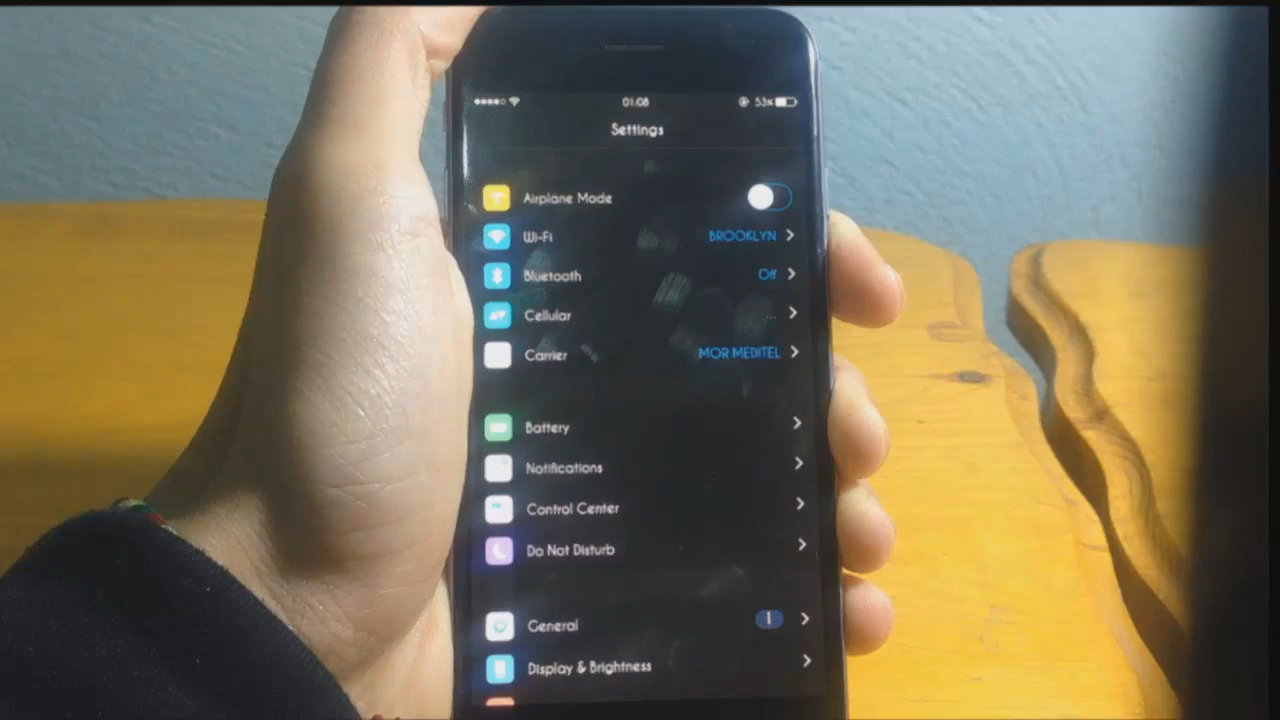 01:08 53%
Settings
Airplane Mode
Wi-Fi BROOKLYN
Bluetooth Off
Cellular ...
Carrier MOR MEDITEL
Battery
Notifications
Control Center
Do Not Disturb
General 1
Display & Brightness